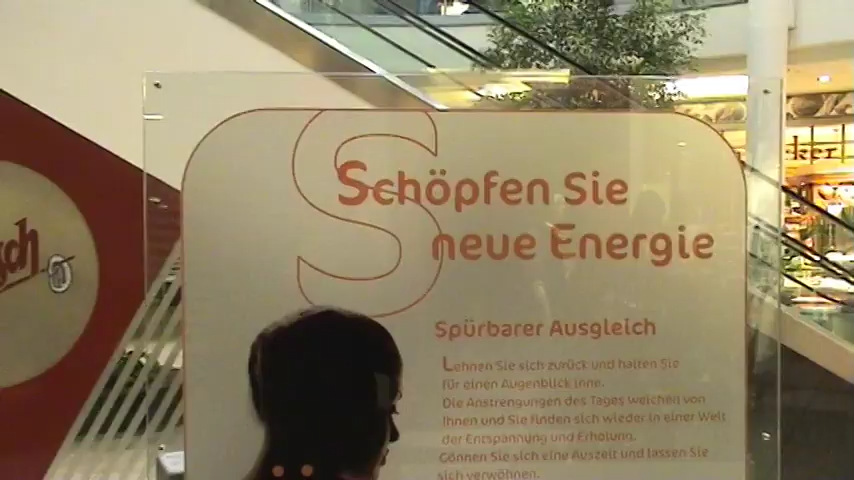 Schöpfen Sie
neue Energie
Spürbarer Ausgleich
Lehnen Sie sich zurück und halten Sie
für einen Augenblick inne.
Die Anstrengungen des Tages weichen von
Ihnen und Sie finden sich wieder in einer Welt
der Entspannung und Erholung.
Gönnen Sie sich eine Auszeit und lassen Sie
sich verwöhnen.